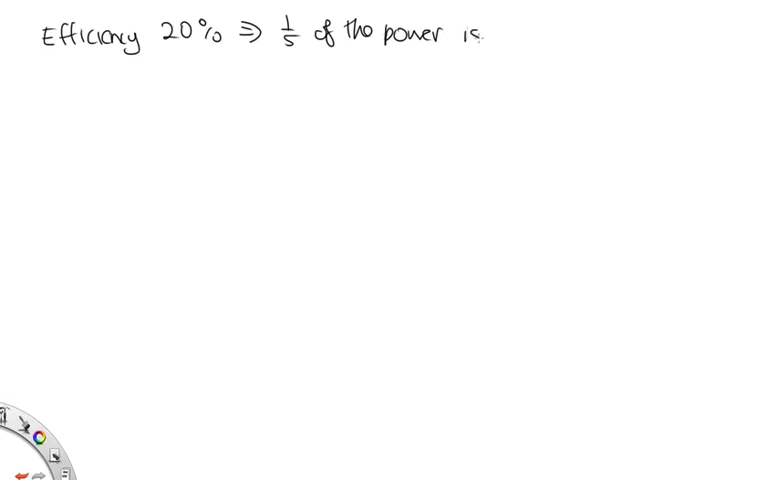 Efficiency 20% ⇒ 1/5 of the power is